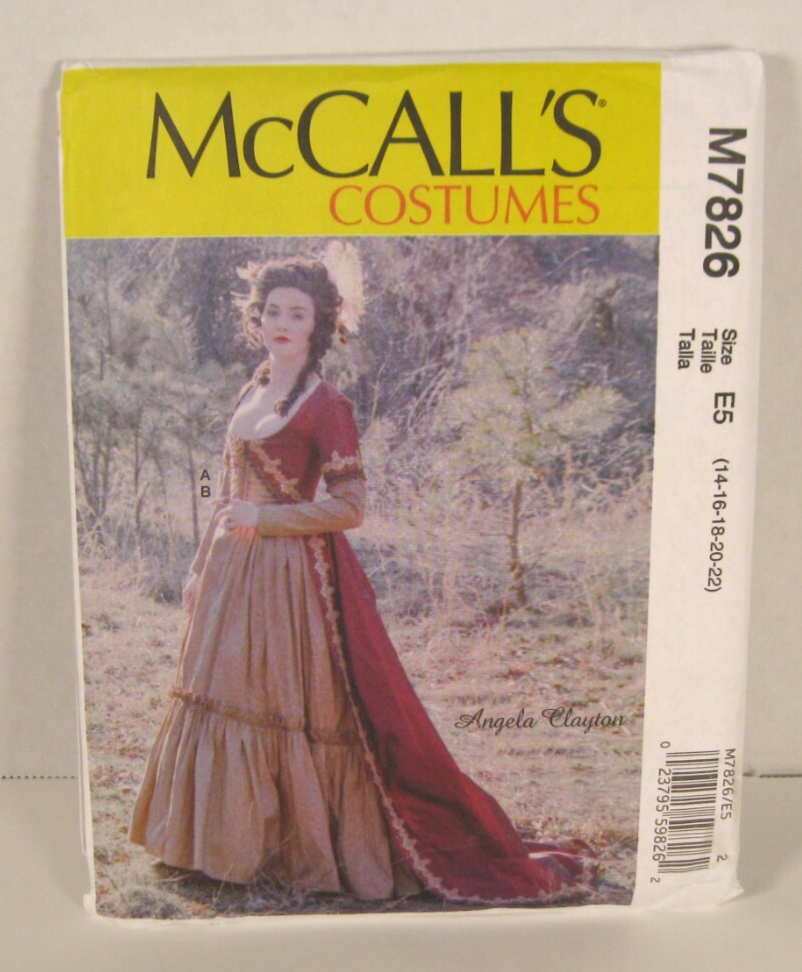 McCALL'S®
COSTUMES
A
B
Angela Clayton
M7826
Size E5 (14-16-18-20-22)
Taille
Talla
M7826/E5
0 23795 59826 2
2